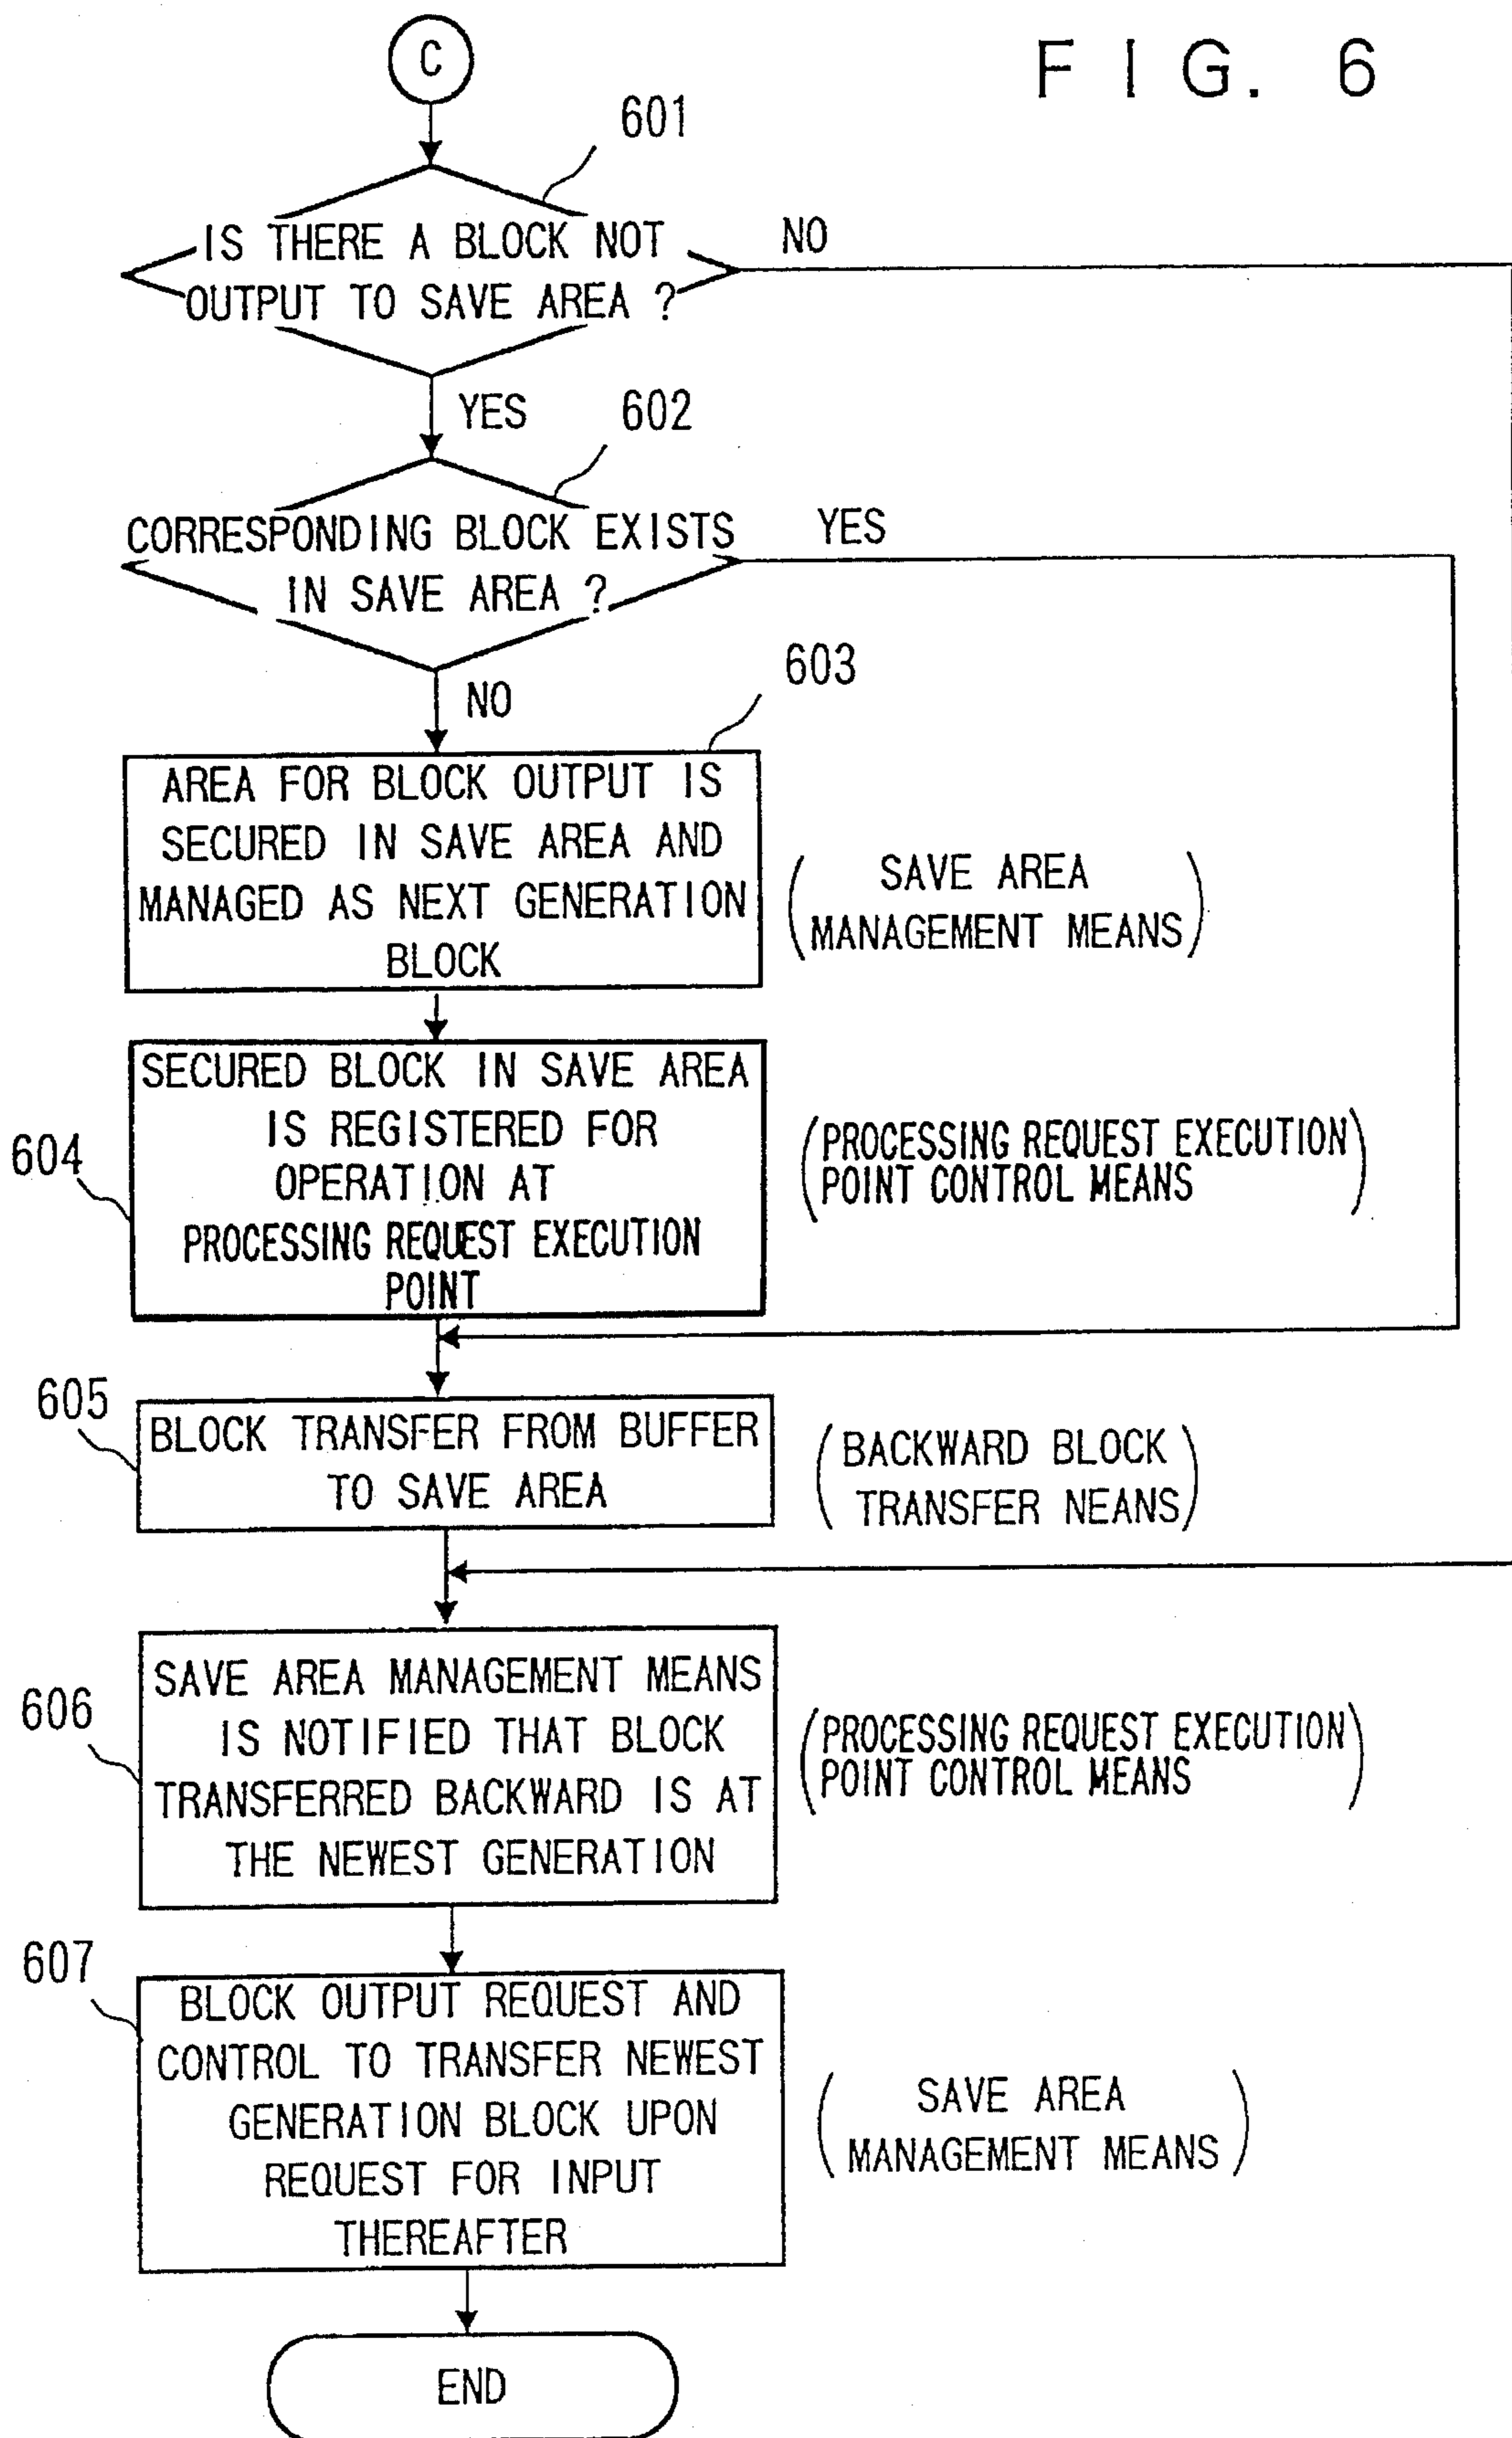 C
F I G. 6
601
IS THERE A BLOCK NOT
OUTPUT TO SAVE AREA ?
NO
YES
602
CORRESPONDING BLOCK EXISTS
IN SAVE AREA ?
YES
NO
603
AREA FOR BLOCK OUTPUT IS
SECURED IN SAVE AREA AND
MANAGED AS NEXT GENERATION
BLOCK
SAVE AREA
MANAGEMENT MEANS
604
SECURED BLOCK IN SAVE AREA
IS REGISTERED FOR
OPERATION AT
PROCESSING REQUEST EXECUTION
POINT
PROCESSING REQUEST EXECUTION
POINT CONTROL MEANS
605
BLOCK TRANSFER FROM BUFFER
TO SAVE AREA
BACKWARD BLOCK
TRANSFER NEANS
606
SAVE AREA MANAGEMENT MEANS
IS NOTIFIED THAT BLOCK
TRANSFERRED BACKWARD IS AT
THE NEWEST GENERATION
PROCESSING REQUEST EXECUTION
POINT CONTROL MEANS
607
BLOCK OUTPUT REQUEST AND
CONTROL TO TRANSFER NEWEST
GENERATION BLOCK UPON
REQUEST FOR INPUT
THEREAFTER
SAVE AREA
MANAGEMENT MEANS
END